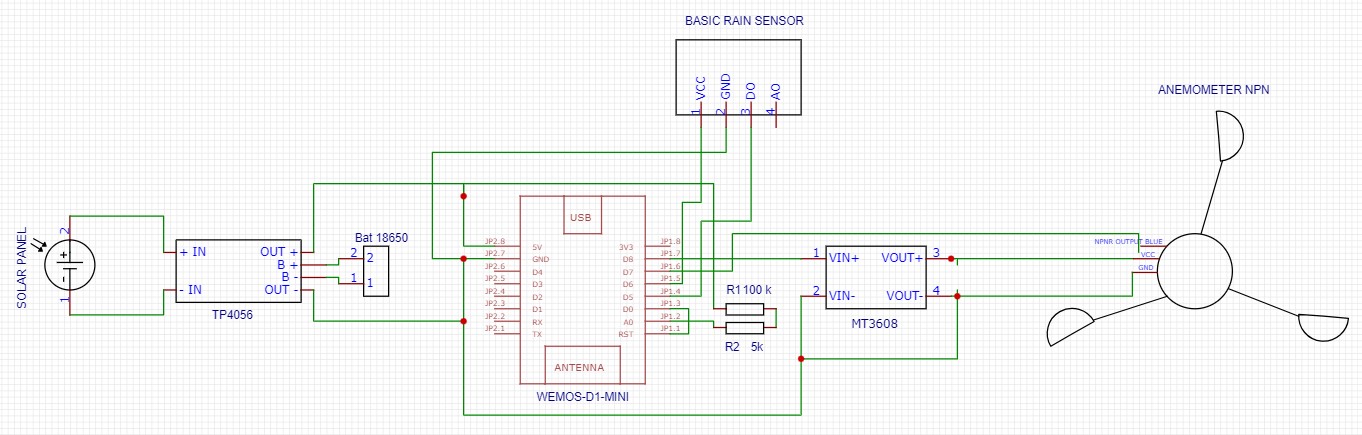 BASIC RAIN SENSOR
VCC
GND
DO
AO
1
2
3
4
ANEMOMETER NPN
NPNR OUTPUT BLUE
VCC
GND
SOLAR PANEL
2
1
+ IN
- IN
OUT +
B +
B -
OUT -
TP4056
Bat 18650
2 2
1 1
USB
JP2.8 5V 3V3 JP1.8
JP2.7 GND D8 JP1.7
JP2.6 D4 D7 JP1.6
JP2.5 D3 D6 JP1.5
JP2.4 D2 D5 JP1.4
JP2.3 D1 D0 JP1.3
JP2.2 RX A0 JP1.2
JP2.1 TX RST JP1.1
ANTENNA
WEMOS-D1-MINI
R1 100 k
R2 5k
1 VIN+ VOUT+ 3
2 VIN- VOUT- 4
MT3608